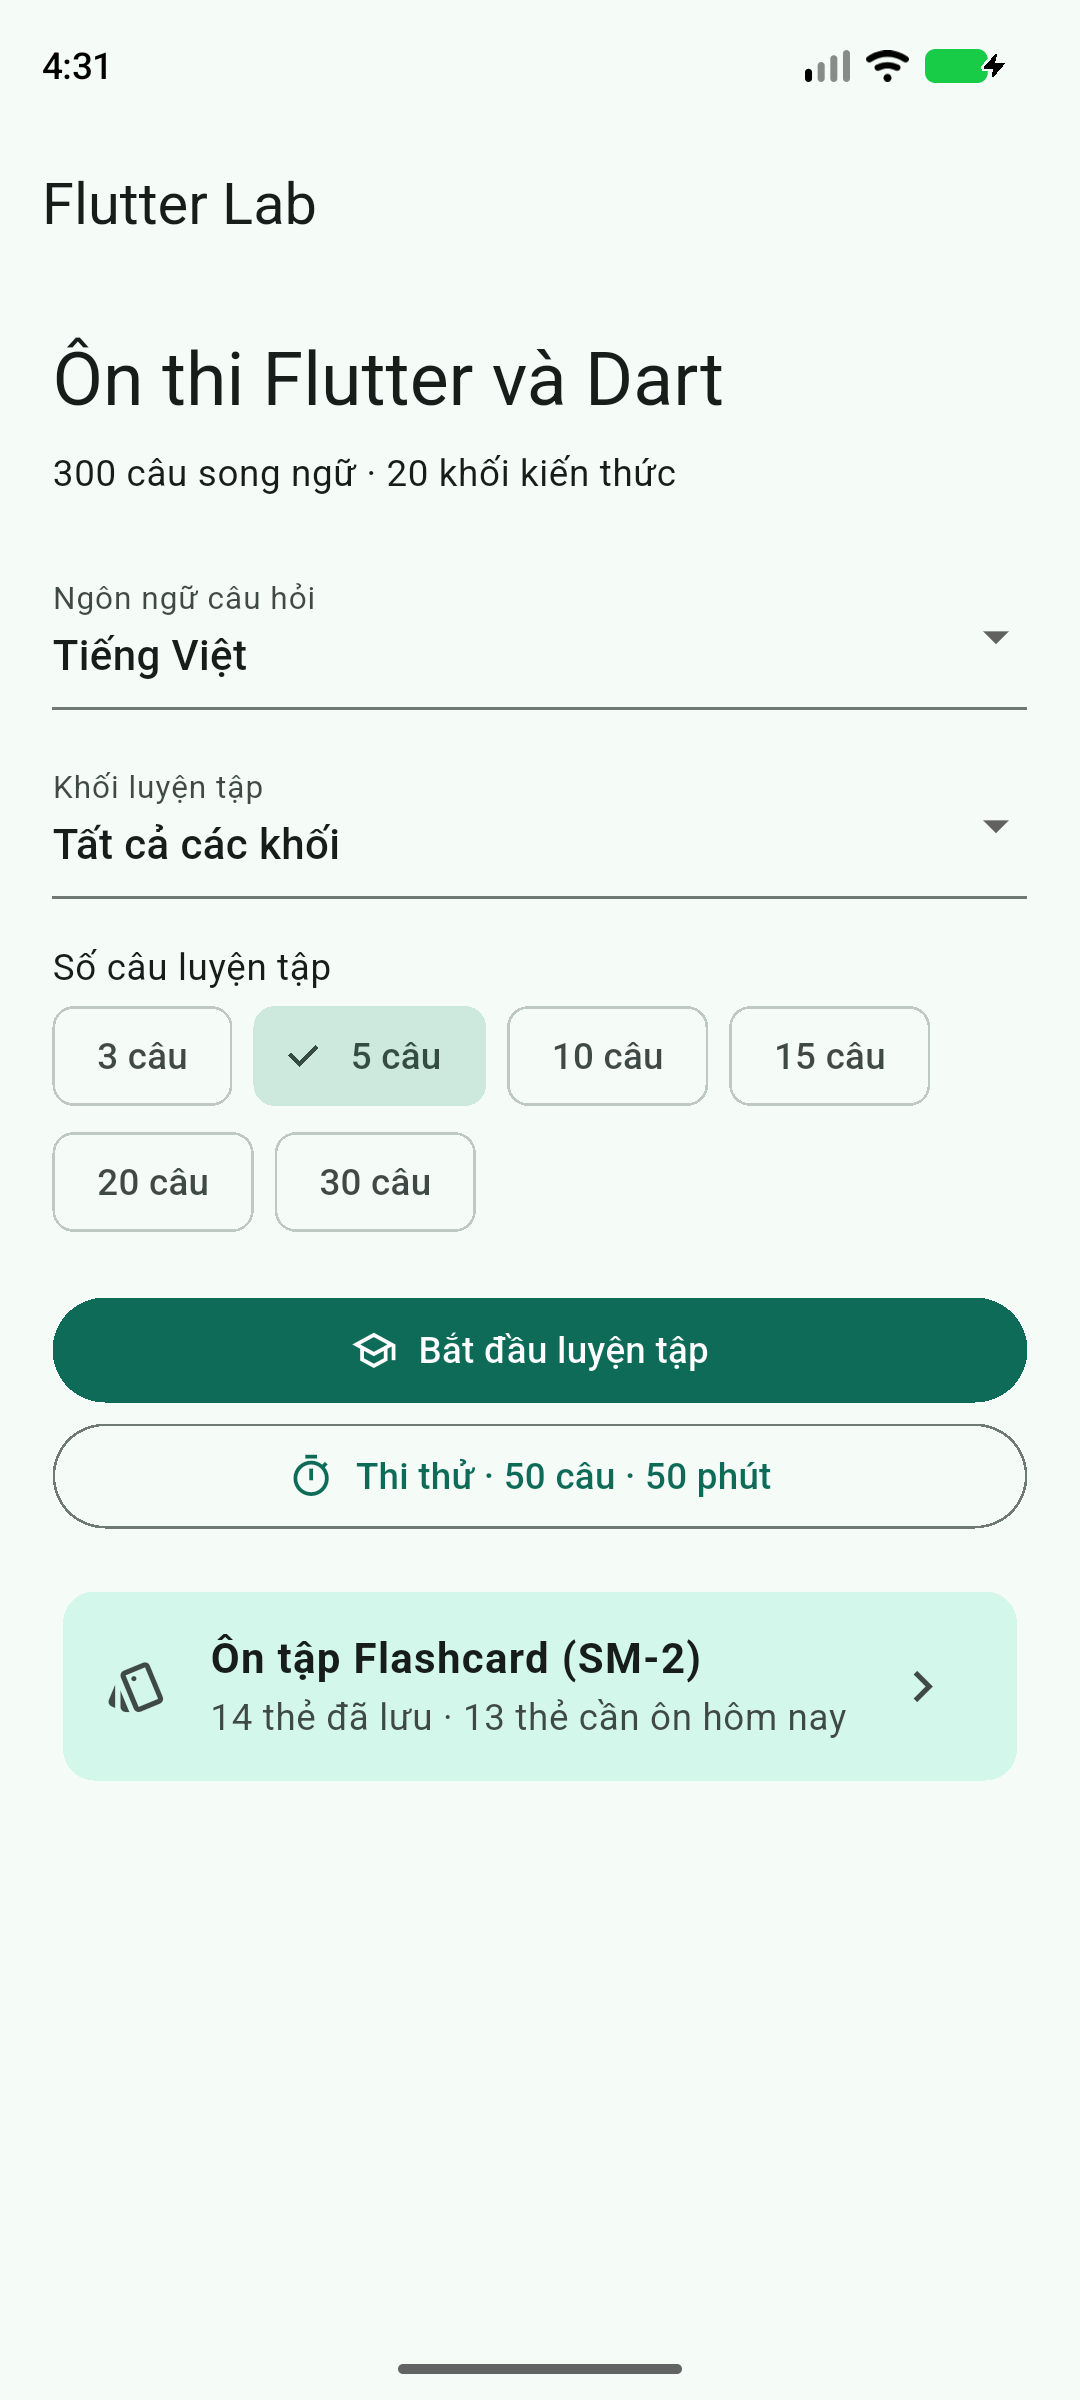 4:31
Flutter Lab
Ôn thi Flutter và Dart
300 câu song ngữ · 20 khối kiến thức
Ngôn ngữ câu hỏi
Tiếng Việt
Khối luyện tập
Tất cả các khối
Số câu luyện tập
3 câu
5 câu
10 câu
15 câu
20 câu
30 câu
Bắt đầu luyện tập
Thi thử · 50 câu · 50 phút
Ôn tập Flashcard (SM-2)
14 thẻ đã lưu · 13 thẻ cần ôn hôm nay